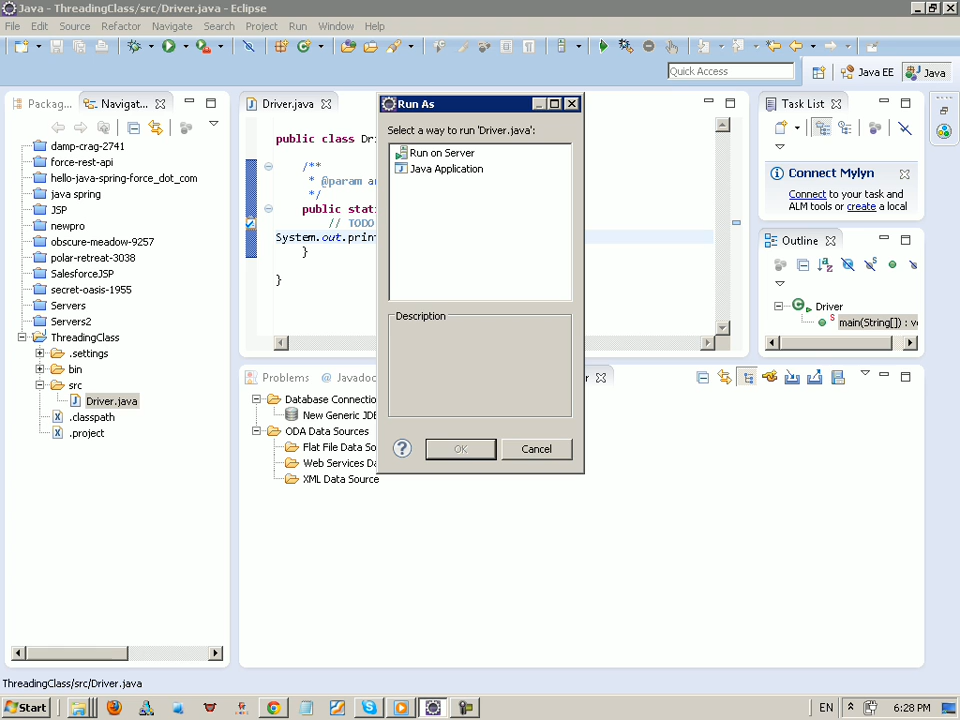 Java - ThreadingClass/src/Driver.java - Eclipse
File Edit Source Refactor Navigate Search Project Run Window Help
Quick Access
Java EE
Java
Packag...
Navigat...
damp-crag-2741
force-rest-api
hello-java-spring-force_dot_com
java spring
JSP
newpro
obscure-meadow-9257
polar-retreat-3038
SalesforceJSP
secret-oasis-1955
Servers
Servers2
ThreadingClass
.settings
bin
src
Driver.java
.classpath
.project
Driver.java
public class Dri
/**
* @param ar
*/
public stati
// TODO
System.out.print
}
}
Run As
Select a way to run 'Driver.java':
Run on Server
Java Application
Description
OK
Cancel
Task List
Connect Mylyn
Connect to your task and
ALM tools or create a local
Outline
Driver
main(String[]) : vo
Problems
@ Javadoc
Database Connectio
New Generic JDB
ODA Data Sources
Flat File Data So
Web Services Da
XML Data Source
ThreadingClass/src/Driver.java
Start
EN
6:28 PM